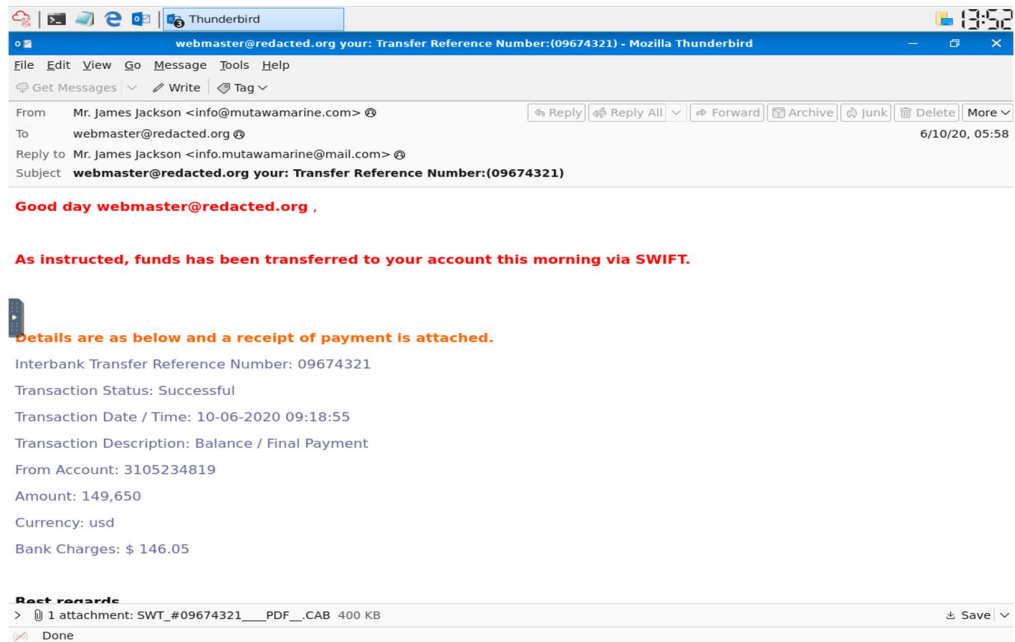 Thunderbird
13:52
webmaster@redacted.org your: Transfer Reference Number:(09674321) - Mozilla Thunderbird
File Edit View Go Message Tools Help
Get Messages Write Tag
From Mr. James Jackson <info@mutawamarine.com> Reply Reply All Forward Archive Junk Delete More
To webmaster@redacted.org 6/10/20, 05:58
Reply to Mr. James Jackson <info.mutawamarine@mail.com>
Subject webmaster@redacted.org your: Transfer Reference Number:(09674321)
Good day webmaster@redacted.org ,
As instructed, funds has been transferred to your account this morning via SWIFT.
Details are as below and a receipt of payment is attached.
Interbank Transfer Reference Number: 09674321
Transaction Status: Successful
Transaction Date / Time: 10-06-2020 09:18:55
Transaction Description: Balance / Final Payment
From Account: 3105234819
Amount: 149,650
Currency: usd
Bank Charges: $ 146.05
Best regards
1 attachment: SWT_#09674321____PDF__.CAB 400 KB Save
Done